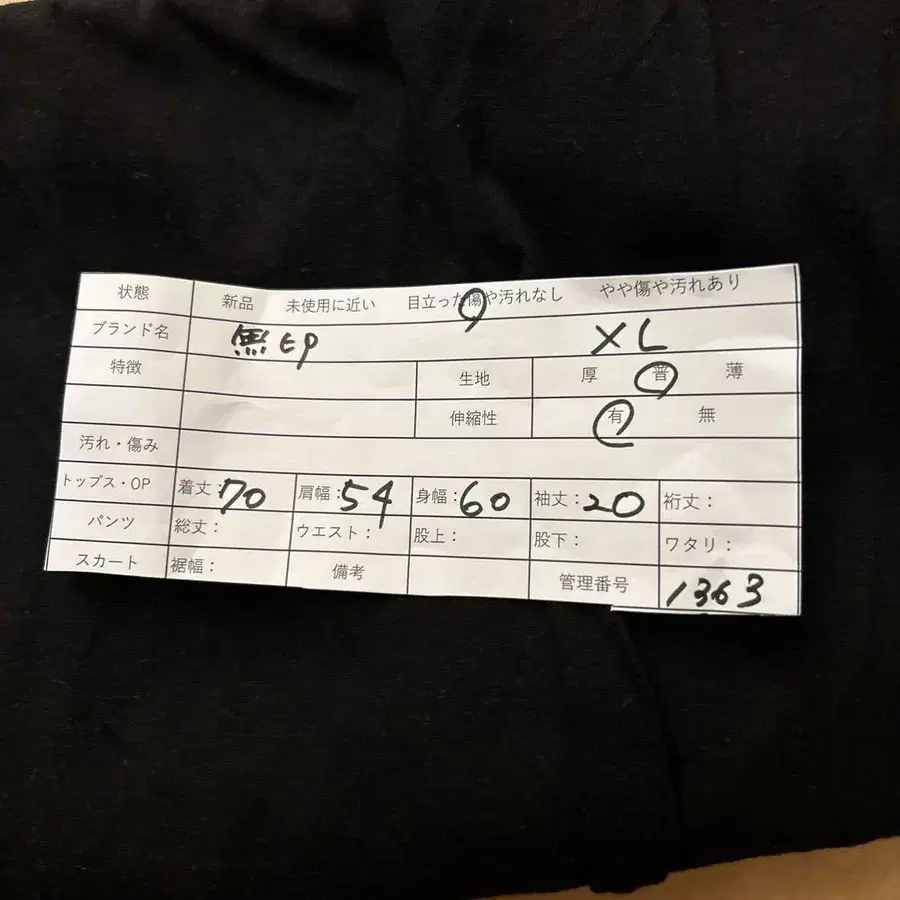 状態 新品 未使用に近い 目立った傷や汚れなし やや傷や汚れあり
ブランド名 無印 XL
特徴 生地 厚 普 薄
伸縮性 有 無
汚れ・傷み
トップス・OP 着丈：70 肩幅：54 身幅：60 袖丈：20 裄丈：
パンツ 総丈： ウエスト： 股上： 股下： ワタリ：
スカート 裾幅： 備考 管理番号 1363